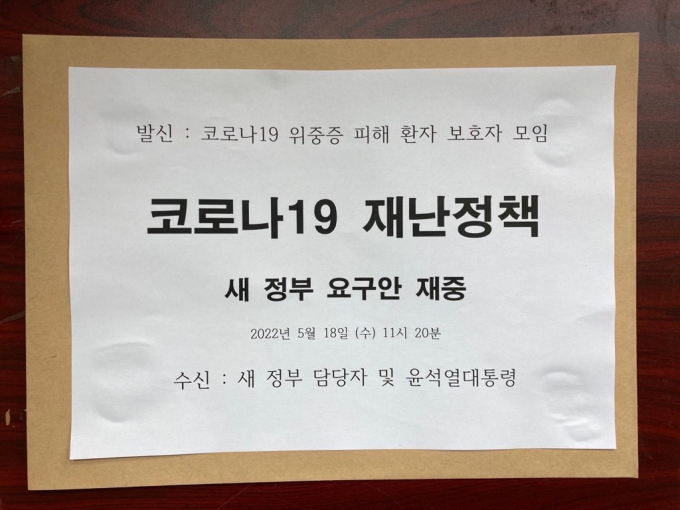 발신 : 코로나19 위중증 피해 환자 보호자 모임
코로나19 재난정책
새 정부 요구안 재중
2022년 5월 18일 (수) 11시 20분
수신 : 새 정부 담당자 및 윤석열대통령